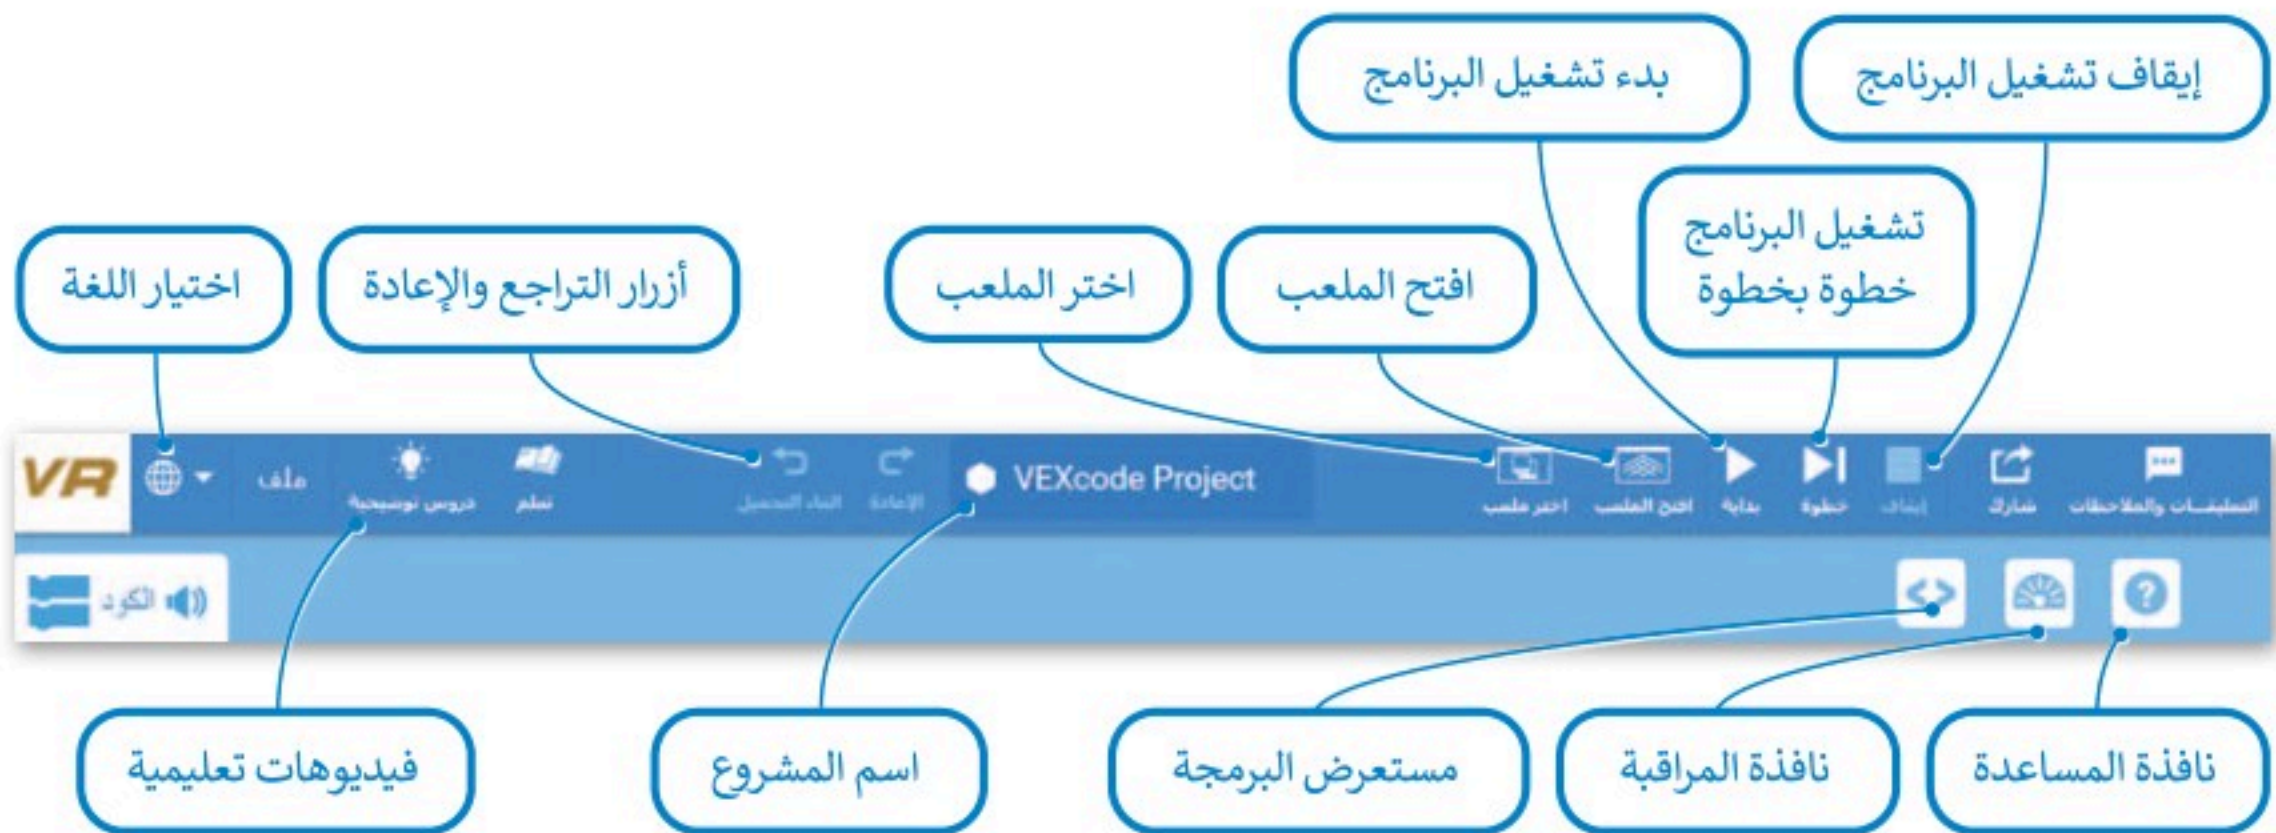 بدء تشغيل البرنامج
إيقاف تشغيل البرنامج
تشغيل البرنامج
خطوة بخطوة
اختيار اللغة
أزرار التراجع والإعادة
اختر الملعب
افتح الملعب
VR
ملف
دروس توضيحية
تعلم
الغاء التحميل
الإعادة
VEXcode Project
اختر ملعب
افتح الملعب
بداية
خطوة
إيقاف
شارك
التعليقات والملاحظات
الكود
فيديوهات تعليمية
اسم المشروع
مستعرض البرمجة
نافذة المراقبة
نافذة المساعدة